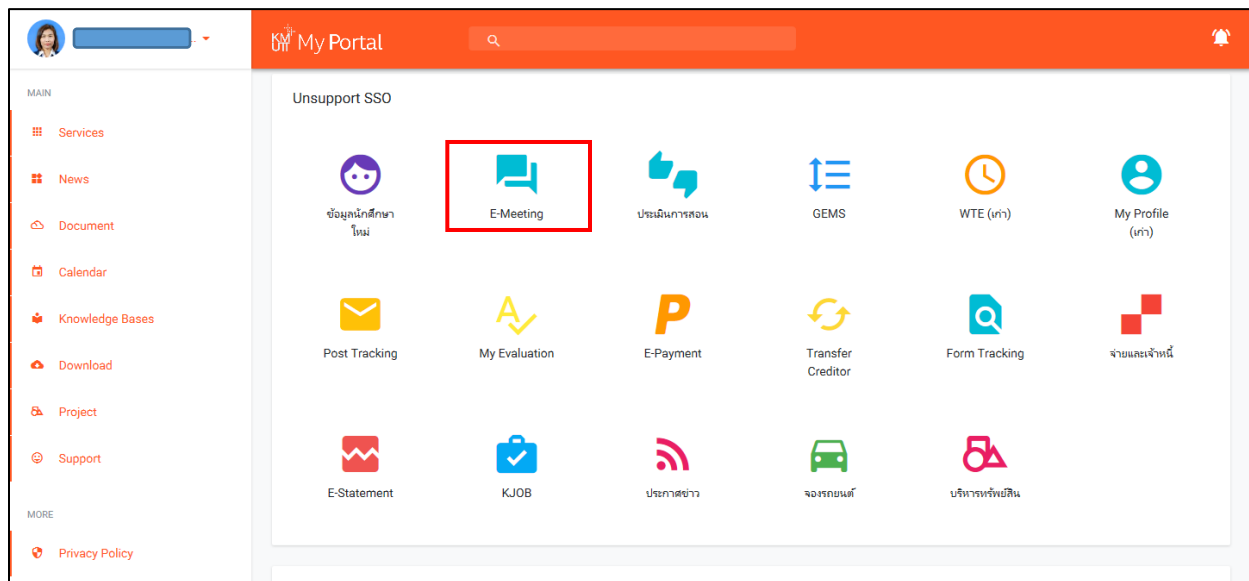 KMUTT My Portal
MAIN
Services
News
Document
Calendar
Knowledge Bases
Download
Project
Support
MORE
Privacy Policy
Unsupport SSO
ข้อมูลนักศึกษา
ใหม่
E-Meeting
ประเมินการสอน
GEMS
WTE (เก่า)
My Profile
(เก่า)
Post Tracking
My Evaluation
E-Payment
Transfer
Creditor
Form Tracking
จ่ายและเจ้าหนี้
E-Statement
KJOB
ประกาศข่าว
จองรถยนต์
บริหารทรัพย์สิน